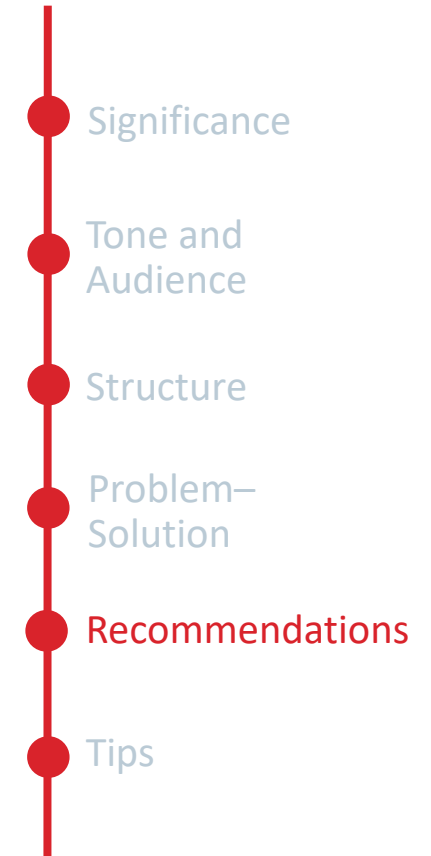 Significance
Tone and
Audience
Structure
Problem–
Solution
Recommendations
Tips